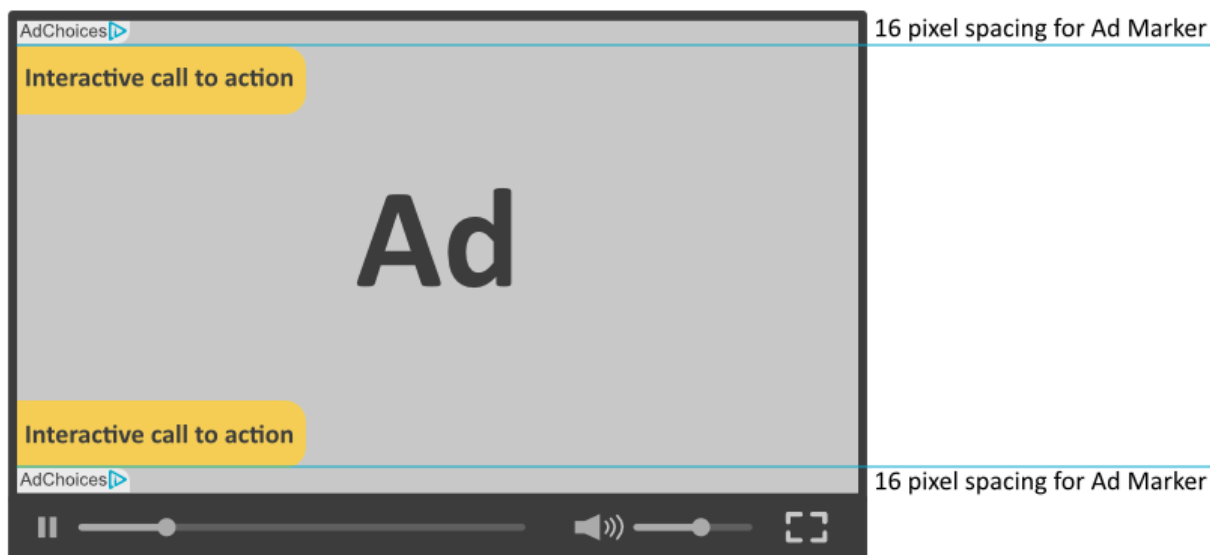 AdChoices
16 pixel spacing for Ad Marker
Interactive call to action
Ad
Interactive call to action
AdChoices
16 pixel spacing for Ad Marker